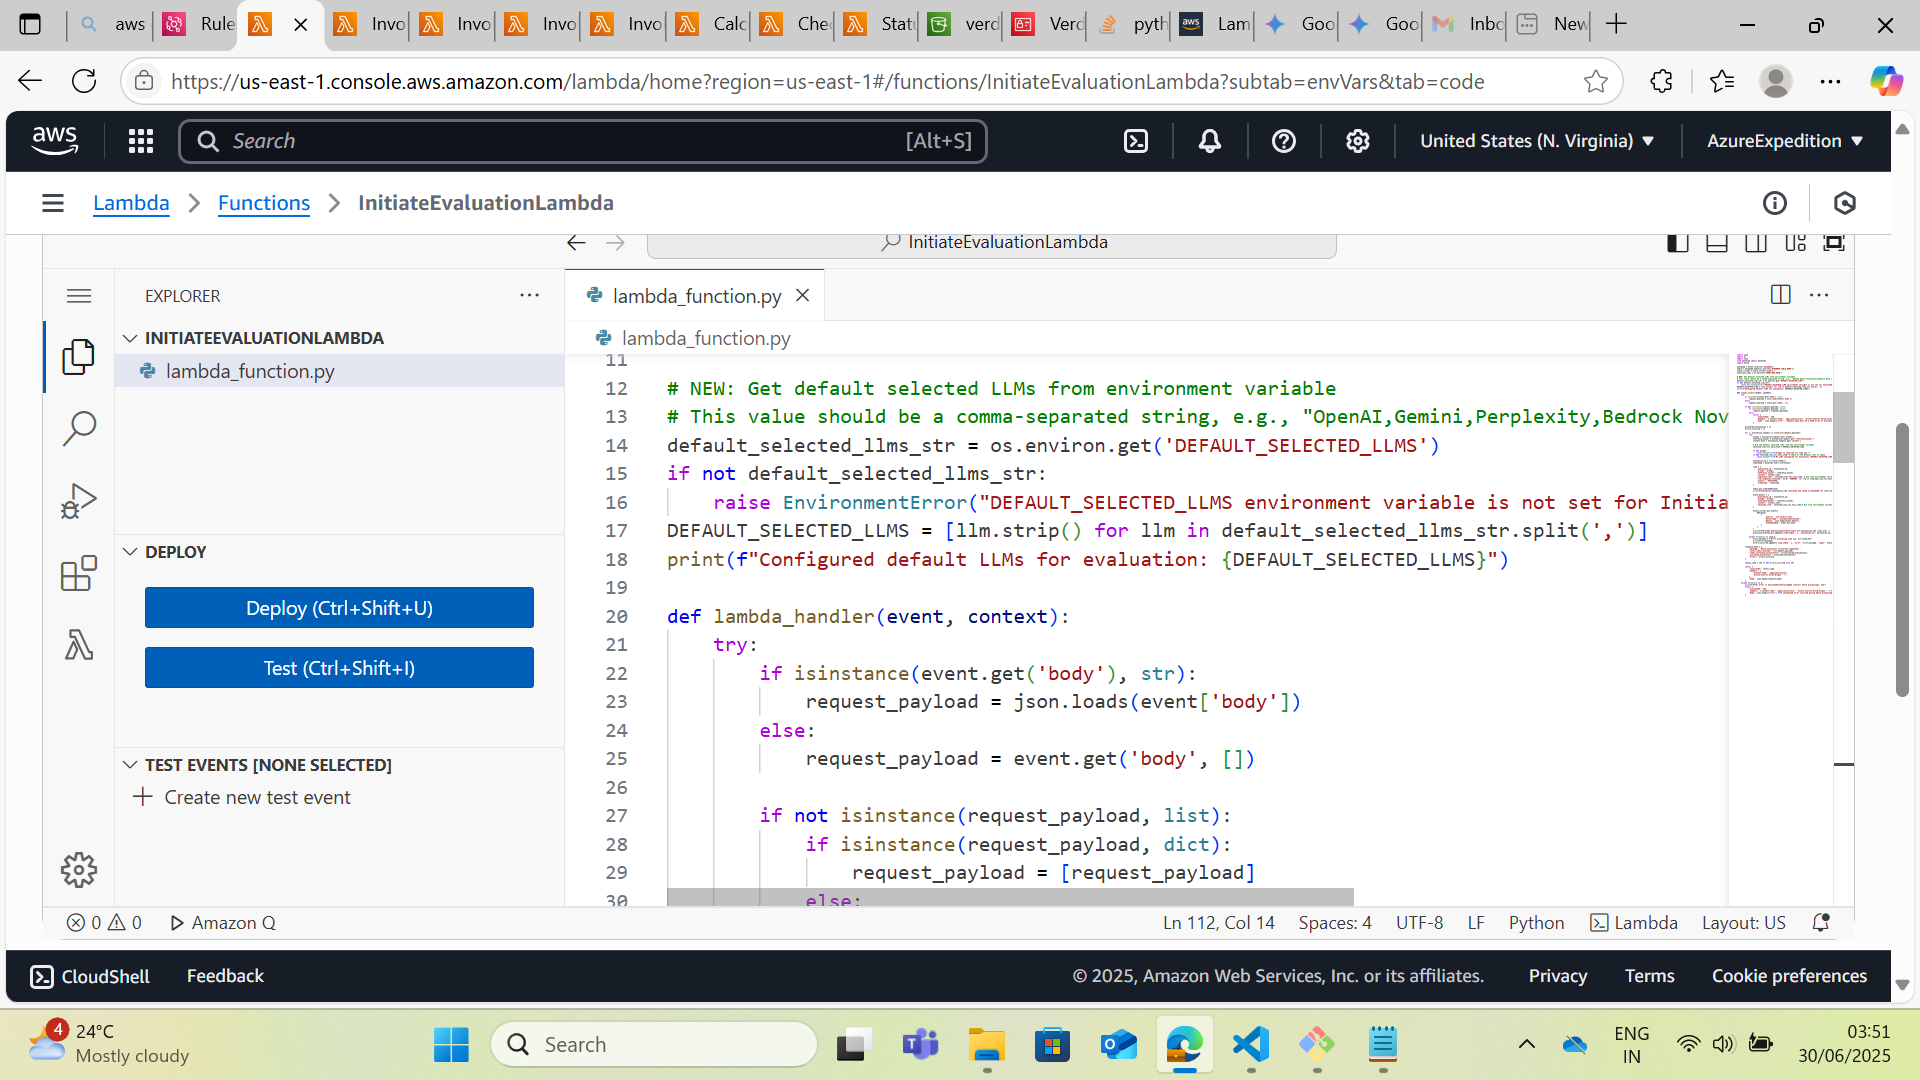 aws
Rule
Invo
Invo
Invo
Invo
Calc
Chec
Statu
verd
Verd
pyth
Lam
Goo
Goo
Inbo
New
https://us-east-1.console.aws.amazon.com/lambda/home?region=us-east-1#/functions/InitiateEvaluationLambda?subtab=envVars&tab=code
aws
Search
[Alt+S]
United States (N. Virginia)
AzureExpedition
Lambda
Functions
InitiateEvaluationLambda
InitiateEvaluationLambda
EXPLORER
INITIATEEVALUATIONLAMBDA
lambda_function.py
DEPLOY
Deploy (Ctrl+Shift+U)
Test (Ctrl+Shift+I)
TEST EVENTS [NONE SELECTED]
Create new test event
lambda_function.py
lambda_function.py
11
12 # NEW: Get default selected LLMs from environment variable
13 # This value should be a comma-separated string, e.g., "OpenAI,Gemini,Perplexity,Bedrock Nov
14 default_selected_llms_str = os.environ.get('DEFAULT_SELECTED_LLMS')
15 if not default_selected_llms_str:
16 raise EnvironmentError("DEFAULT_SELECTED_LLMS environment variable is not set for Initia
17 DEFAULT_SELECTED_LLMS = [llm.strip() for llm in default_selected_llms_str.split(',')]
18 print(f"Configured default LLMs for evaluation: {DEFAULT_SELECTED_LLMS}")
19
20 def lambda_handler(event, context):
21 try:
22 if isinstance(event.get('body'), str):
23 request_payload = json.loads(event['body'])
24 else:
25 request_payload = event.get('body', [])
26
27 if not isinstance(request_payload, list):
28 if isinstance(request_payload, dict):
29 request_payload = [request_payload]
30 else:
0 0
Amazon Q
Ln 112, Col 14
Spaces: 4
UTF-8
LF
Python
Lambda
Layout: US
CloudShell
Feedback
© 2025, Amazon Web Services, Inc. or its affiliates.
Privacy
Terms
Cookie preferences
4
24°C
Mostly cloudy
Search
ENG
IN
03:51
30/06/2025